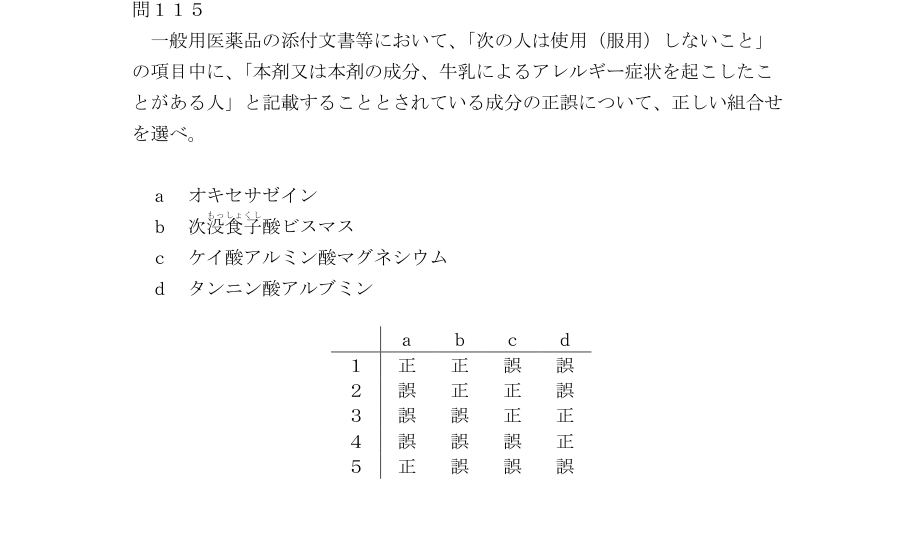 問１１５
一般用医薬品の添付文書等において、「次の人は使用（服用）しないこと」
の項目中に、「本剤又は本剤の成分、牛乳によるアレルギー症状を起こしたこ
とがある人」と記載することとされている成分の正誤について、正しい組合せ
を選べ。
a　オキセサゼイン
もっしょくし
b　次没食子酸ビスマス
c　ケイ酸アルミン酸マグネシウム
d　タンニン酸アルブミン
a b c d
1 正 正 誤 誤
2 誤 正 正 誤
3 誤 誤 正 正
4 誤 誤 誤 正
5 正 誤 誤 誤